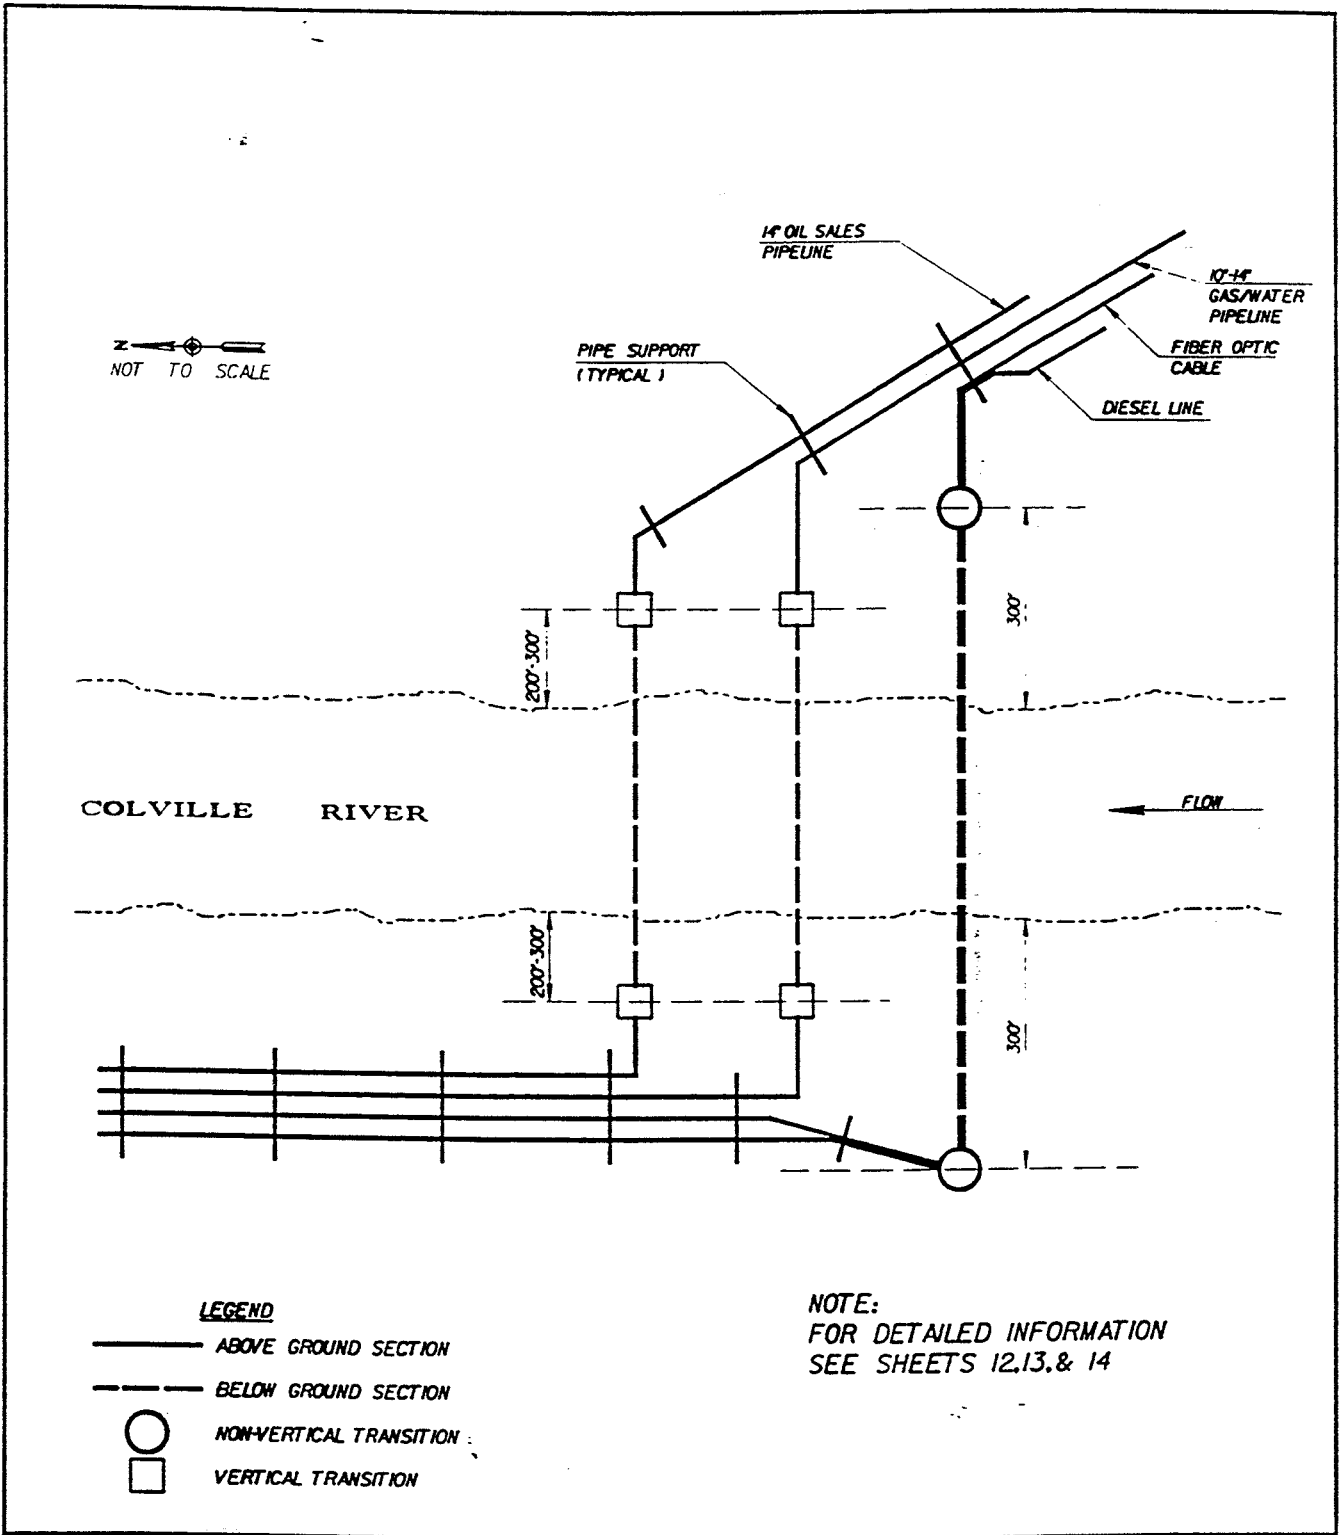 14" OIL SALES
PIPELINE
10"-14"
GAS/WATER
PIPELINE
FIBER OPTIC
CABLE
DIESEL LINE
PIPE SUPPORT
(TYPICAL)
Z
NOT TO SCALE
300'
200'-300'
COLVILLE RIVER
FLOW
200'-300'
300'
LEGEND
ABOVE GROUND SECTION
BELOW GROUND SECTION
NON-VERTICAL TRANSITION
VERTICAL TRANSITION
NOTE:
FOR DETAILED INFORMATION
SEE SHEETS 12,13,& 14